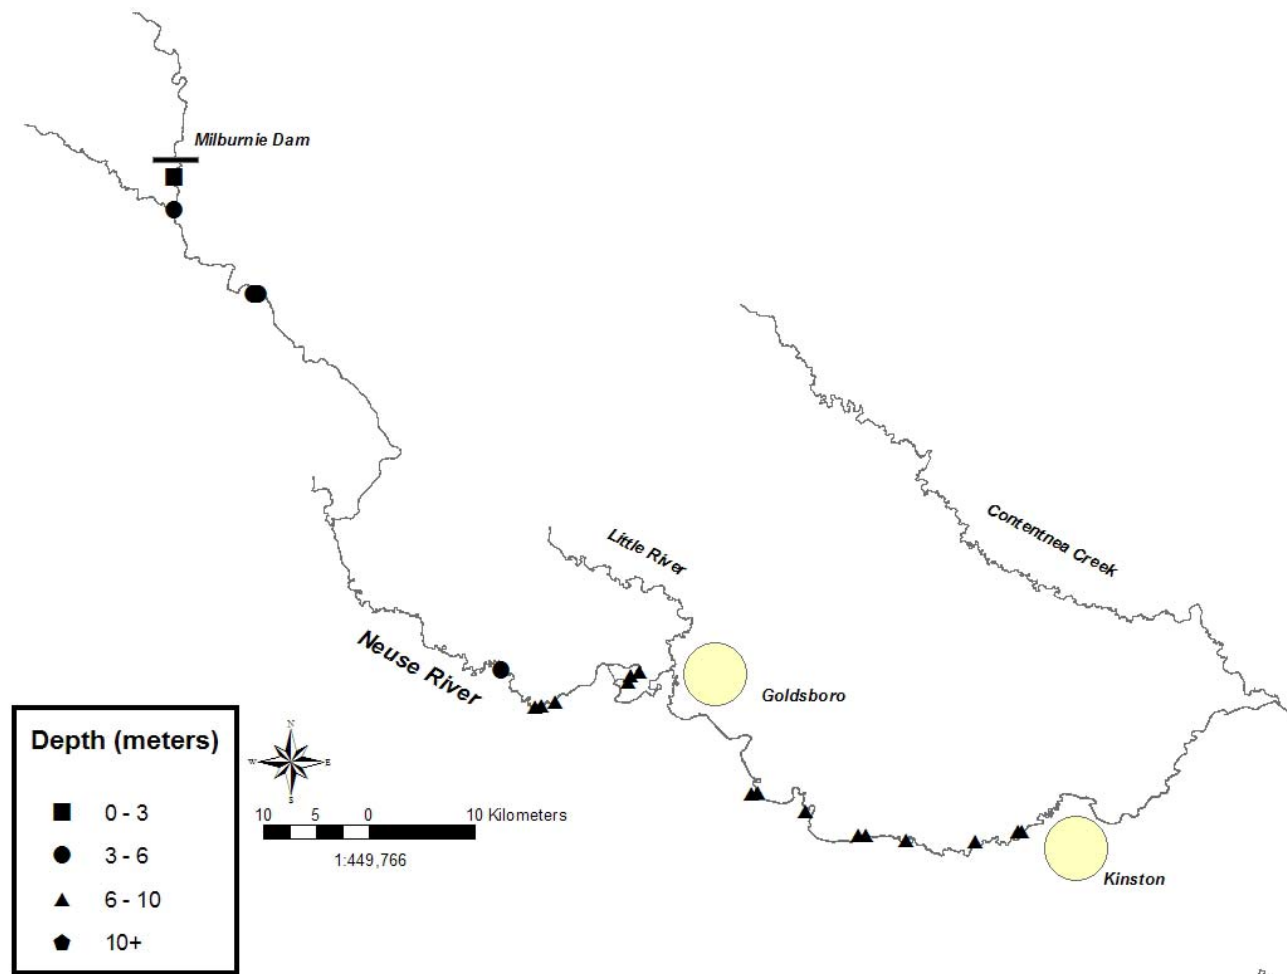 Milburnie Dam
Contentnea Creek
Little River
Neuse River
Goldsboro
Kinston
Depth (meters)
0 - 3
3 - 6
6 - 10
10+
N
W E
S
10 5 0 10 Kilometers
1:449,766